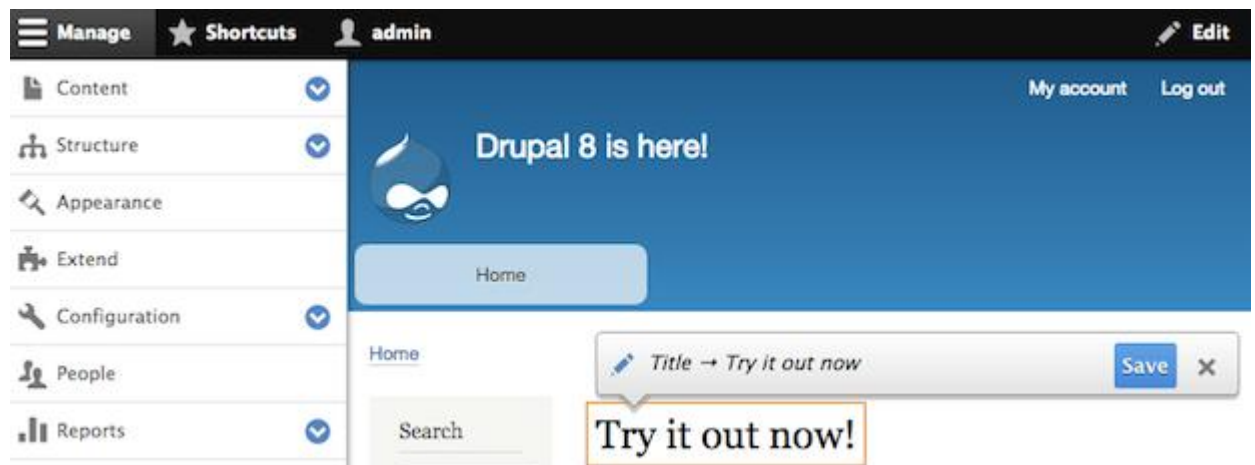 Manage Shortcuts admin Edit
Content
Structure
Appearance
Extend
Configuration
People
Reports
My account Log out
Drupal 8 is here!
Home
Home
Title → Try it out now Save
Search
Try it out now!